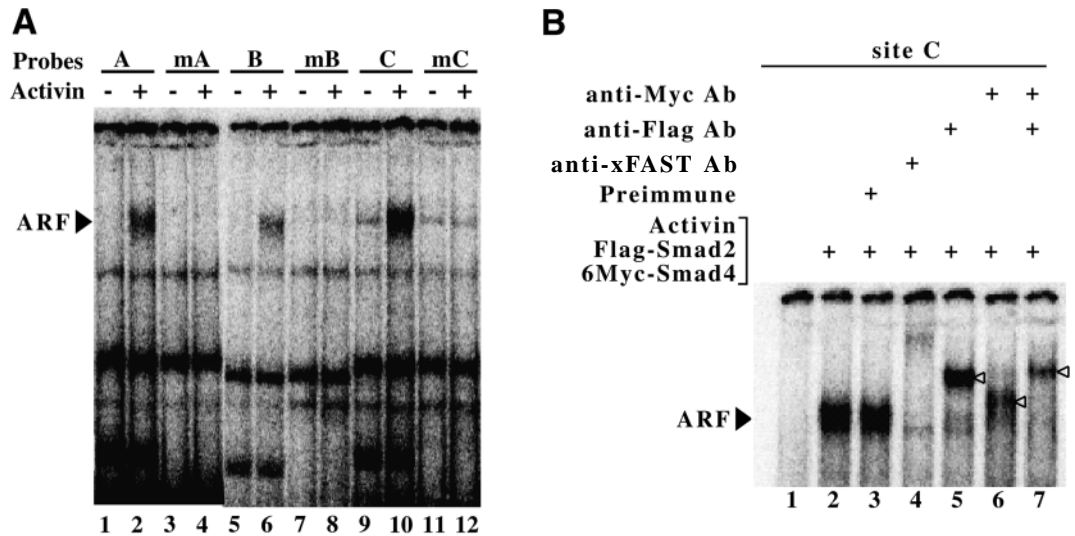 A
Probes A mA B mB C mC
Activin - + - + - + - + - + - +
ARF
1 2 3 4 5 6 7 8 9 10 11 12
B
site C
anti-Myc Ab + +
anti-Flag Ab + +
anti-xFAST Ab +
Preimmune +
Activin
Flag-Smad2 + + + + + +
6Myc-Smad4
ARF
1 2 3 4 5 6 7